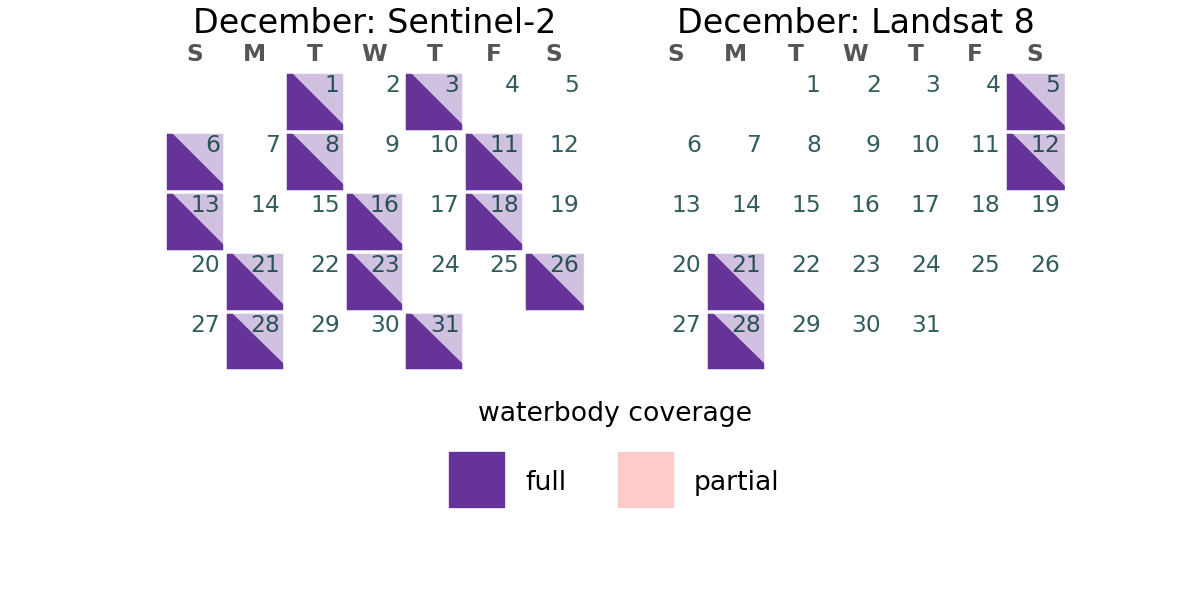 December: Sentinel-2
S M T W T F S
1 2 3 4 5
6 7 8 9 10 11 12
13 14 15 16 17 18 19
20 21 22 23 24 25 26
27 28 29 30 31
December: Landsat 8
S M T W T F S
1 2 3 4 5
6 7 8 9 10 11 12
13 14 15 16 17 18 19
20 21 22 23 24 25 26
27 28 29 30 31
waterbody coverage
full partial